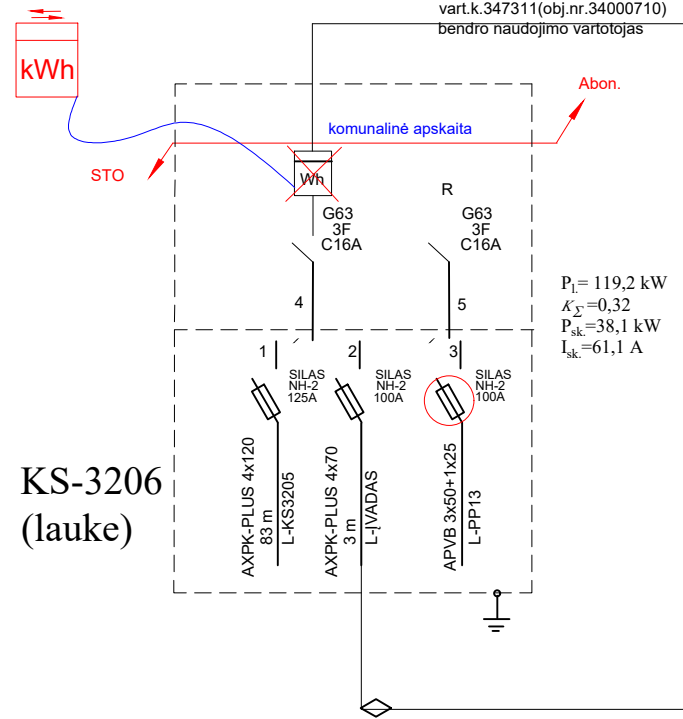 vart.k.347311(obj.nr.34000710)
bendro naudojimo vartotojas
kWh
Abon.
komunalinė apskaita
STO
Wh
R
G63
3F
C16A
G63
3F
C16A
4
5
P1.= 119,2 kW
KΣ=0,32
Psk.=38,1 kW
Isk.=61,1 A
1
2
3
SILAS
NH-2
125A
SILAS
NH-2
100A
SILAS
NH-2
100A
AXPK-PLUS 4x120
83 m
L-KS3205
AXPK-PLUS 4x70
3 m
L-ĮVADAS
APVB 3x50+1x25
L-PP13
KS-3206
(lauke)